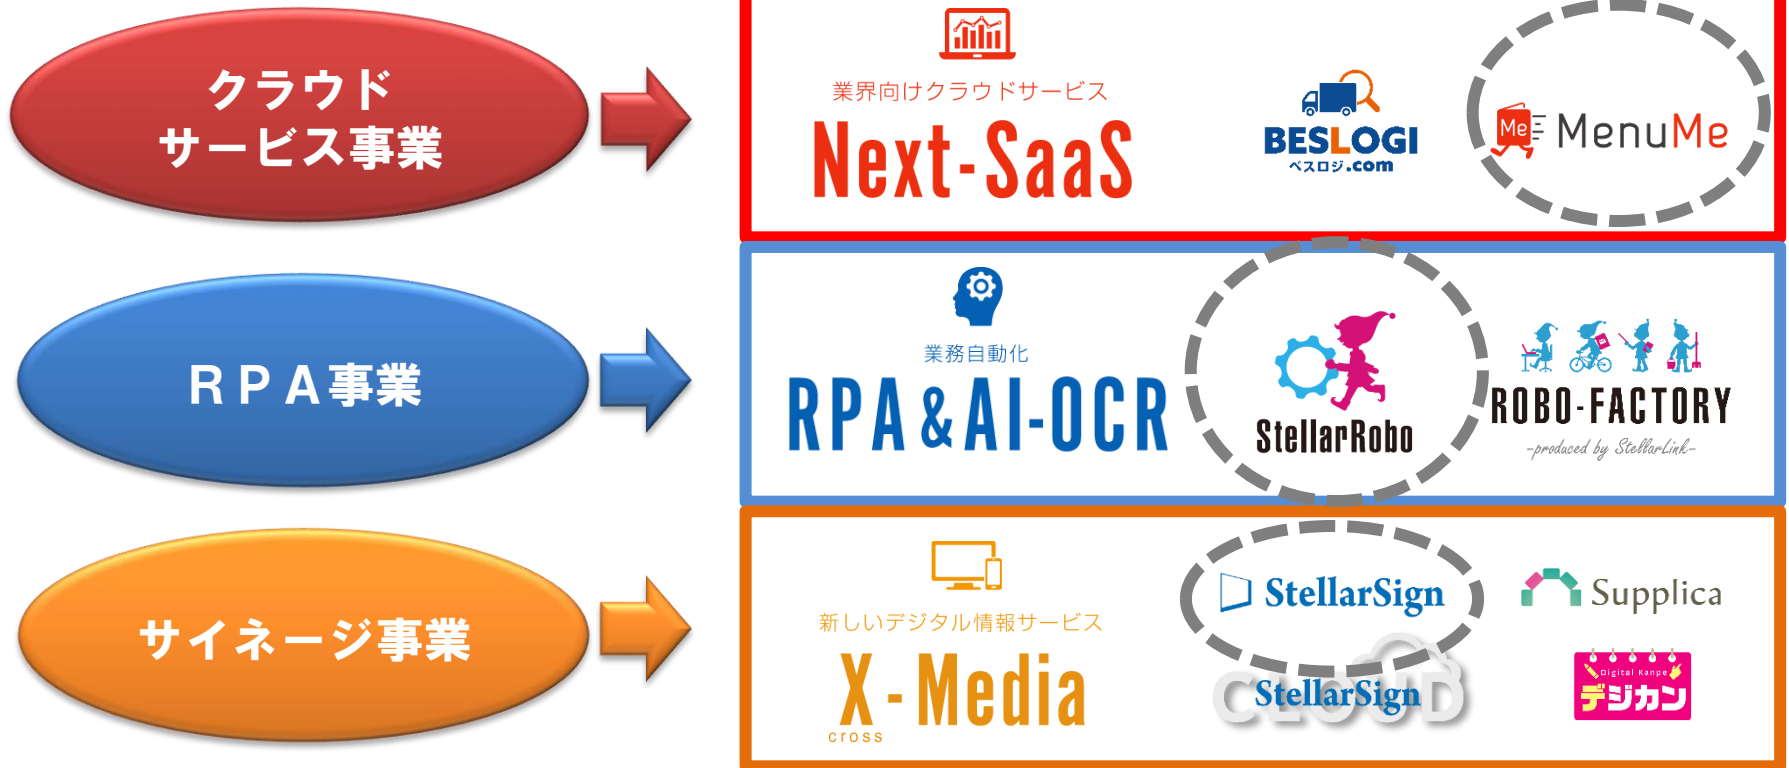 クラウド
サービス事業
業界向けクラウドサービス
Next-SaaS
BESLOGI
ベスロジ.com
Me
MenuMe
ＲＰＡ事業
業務自動化
RPA&AI-OCR
StellarRobo
ROBO-FACTORY
-produced by StellarLink-
サイネージ事業
新しいデジタル情報サービス
X-Media
cross
StellarSign
CLOUD
StellarSign
Supplica
Digital Kanpe
デジカン